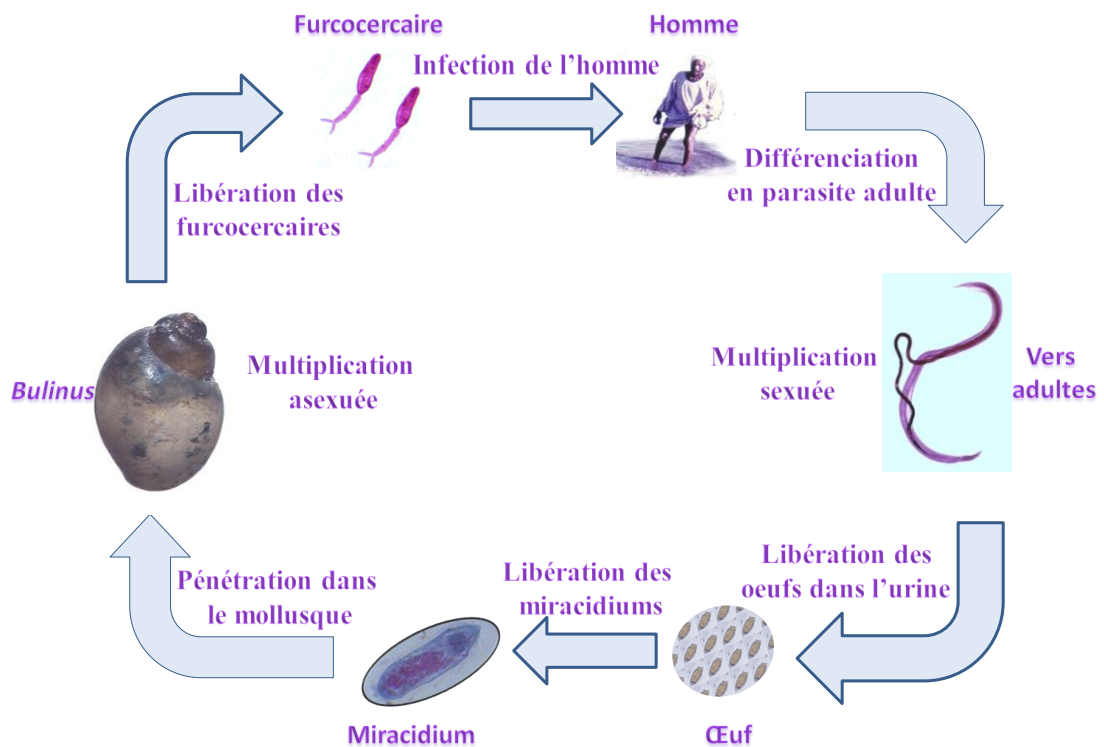 Furcocercaire
Homme
Infection de l'homme
Différenciation
en parasite adulte
Libération des
furcocercaires
Bulinus
Multiplication
asexuée
Multiplication
sexuée
Vers
adultes
Libération des
oeufs dans l'urine
Libération des
miracidiums
Pénétration dans
le mollusque
Miracidium
Œuf